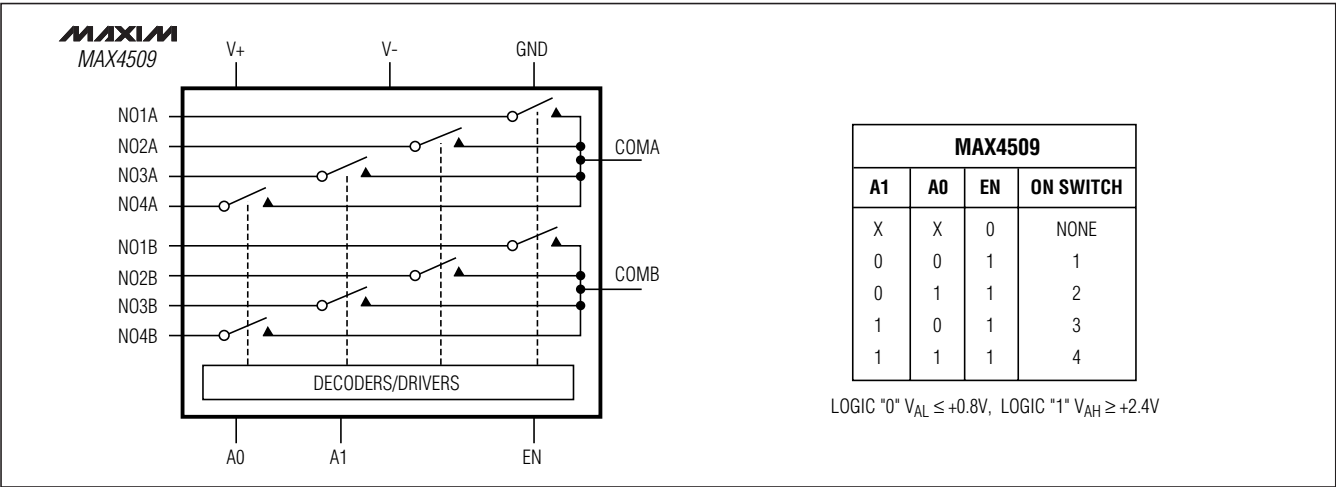 MAXIM
MAX4509
V+ V- GND
NO1A
NO2A
NO3A
NO4A
NO1B
NO2B
NO3B
NO4B
COMA
COMB
DECODERS/DRIVERS
A0 A1 EN
MAX4509
A1 A0 EN ON SWITCH
X X 0 NONE
0 0 1 1
0 1 1 2
1 0 1 3
1 1 1 4
LOGIC "0" VAL ≤ +0.8V, LOGIC "1" VAH ≥ +2.4V